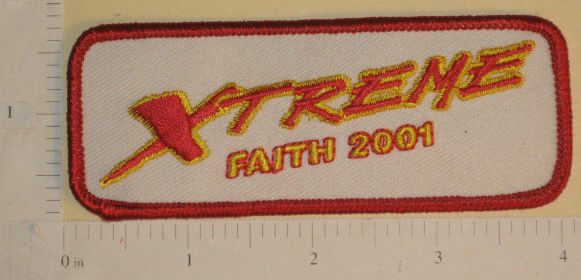 XTREME
FAITH 2001
1
0 in 1 2 3 4